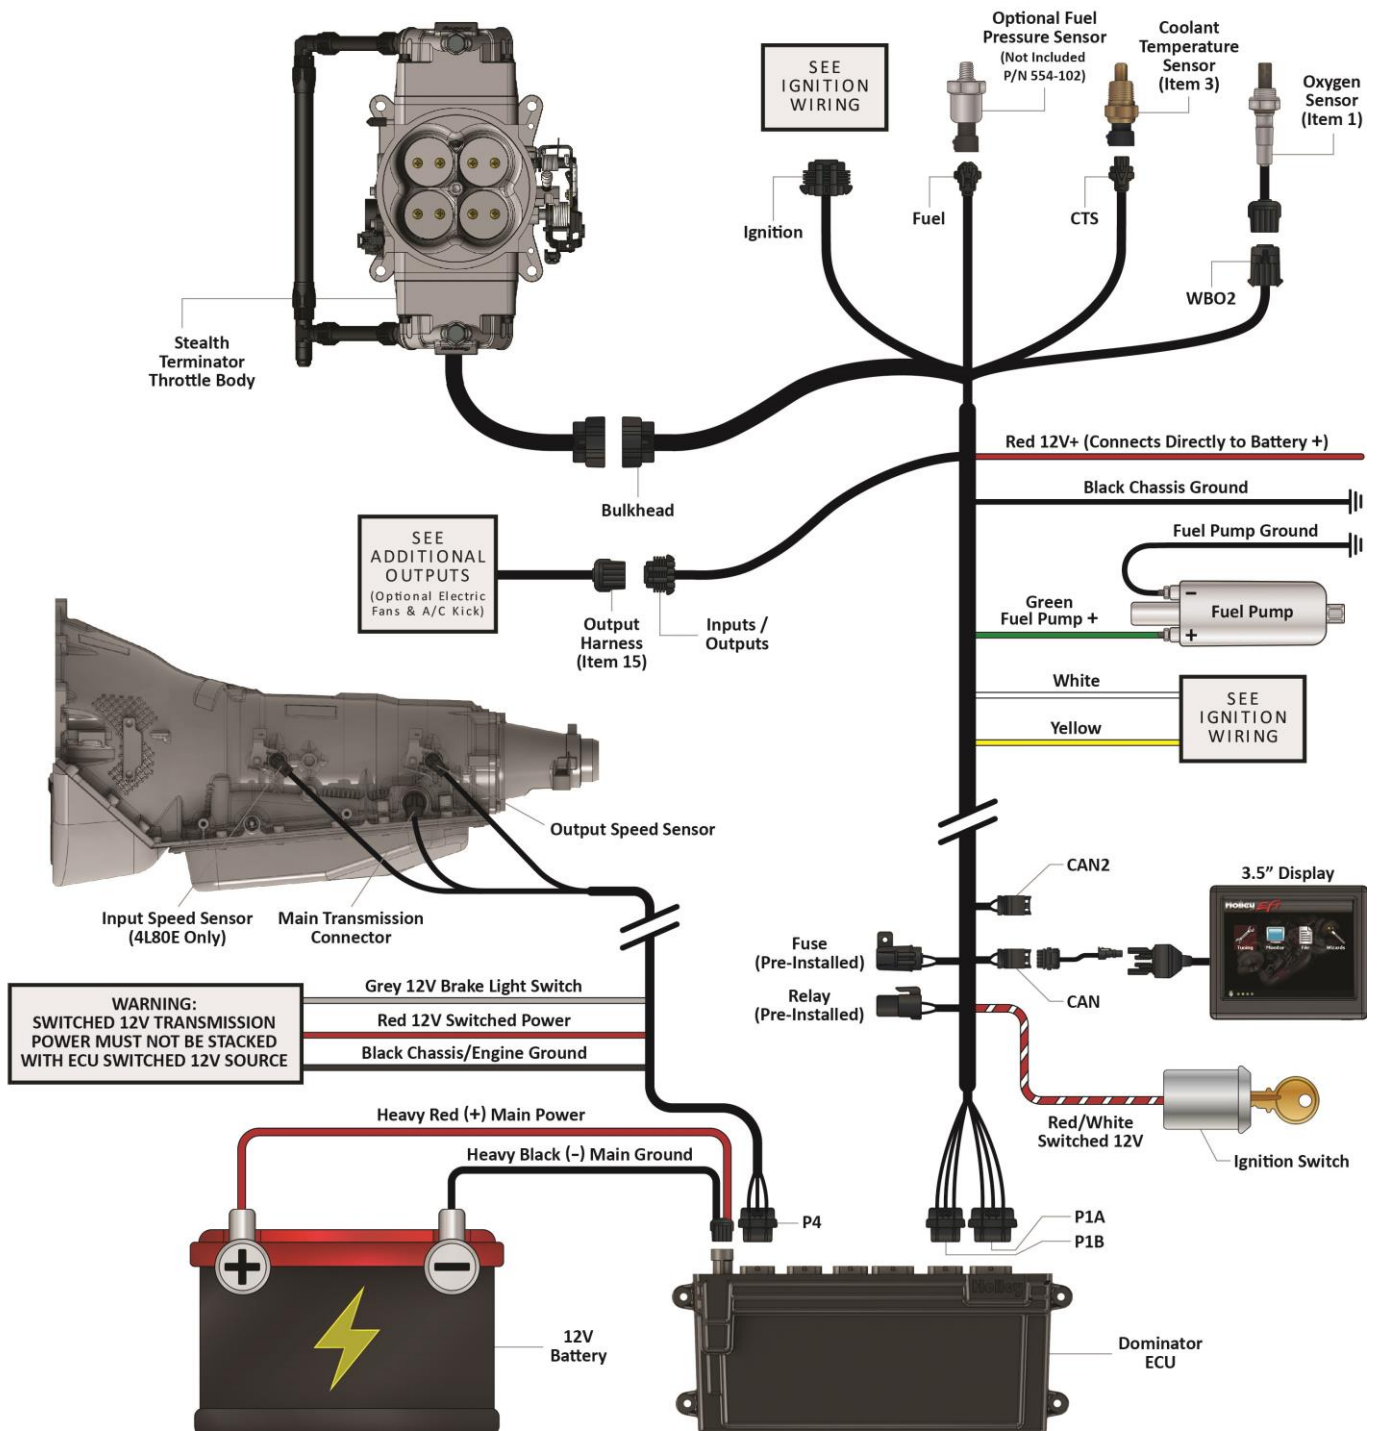 Optional Fuel
Pressure Sensor
(Not Included
P/N 554-102)
Coolant
Temperature
Sensor
(Item 3)
Oxygen
Sensor
(Item 1)
SEE
IGNITION
WIRING
Ignition
Fuel
CTS
WBO2
Stealth
Terminator
Throttle Body
Bulkhead
Red 12V+ (Connects Directly to Battery +)
Black Chassis Ground
Fuel Pump Ground
SEE
ADDITIONAL
OUTPUTS
(Optional Electric
Fans & A/C Kick)
Output
Harness
(Item 15)
Inputs /
Outputs
Green
Fuel Pump +
−
+
Fuel Pump
White
Yellow
SEE
IGNITION
WIRING
Output Speed Sensor
Input Speed Sensor
(4L80E Only)
Main Transmission
Connector
CAN2
3.5” Display
Holley EFI
Tuning
Monitor
File
Wizards
Fuse
(Pre-Installed)
CAN
Relay
(Pre-Installed)
WARNING:
SWITCHED 12V TRANSMISSION
POWER MUST NOT BE STACKED
WITH ECU SWITCHED 12V SOURCE
Grey 12V Brake Light Switch
Red 12V Switched Power
Black Chassis/Engine Ground
Heavy Red (+) Main Power
Heavy Black (−) Main Ground
Red/White
Switched 12V
Ignition Switch
P4
P1A
P1B
+
−
Holley
12V
Battery
Dominator
ECU